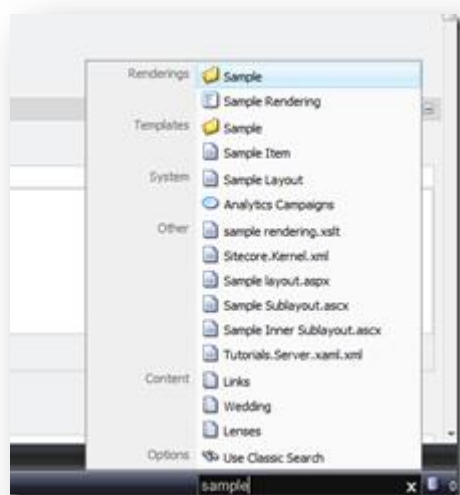 Renderings Sample
Sample Rendering
Templates Sample
Sample Item
System Sample Layout
Analytics Campaigns
Other sample rendering.xslt
Sitecore.Kernel.xml
Sample layout.aspx
Sample Sublayout.ascx
Sample Inner Sublayout.ascx
Tutorials.Server.xaml.xml
Content Links
Wedding
Lenses
Options Use Classic Search
sample x 0